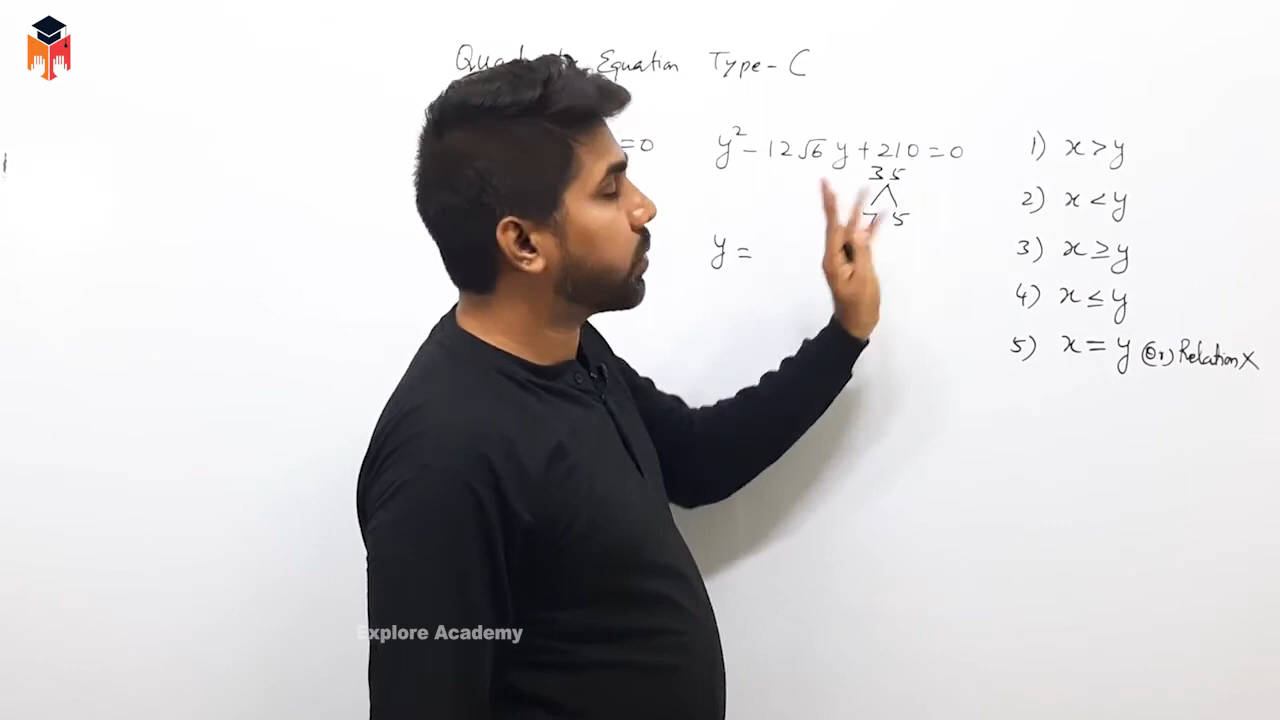 Equation Type - C
= 0 y² - 12√6 y + 210 = 0
35
7 5
y =
1) x > y
2) x < y
3) x ≥ y
4) x ≤ y
5) x = y (or) Relation X
Explore Academy